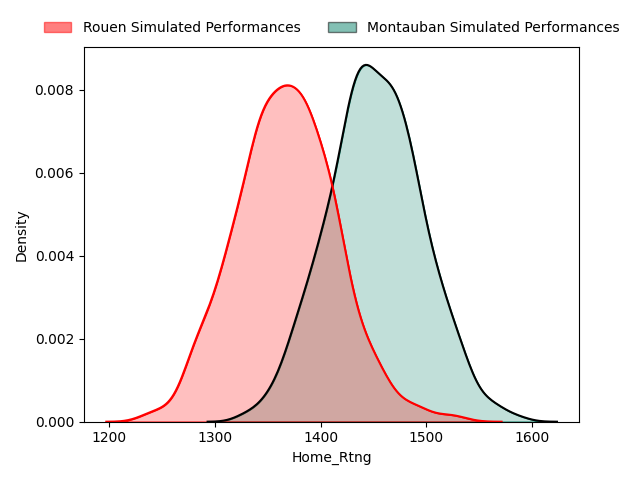 Rouen Simulated Performances Montauban Simulated Performances
0.008
0.006
0.004
0.002
0.000
Density
1200 1300 1400 1500 1600
Home_Rtng